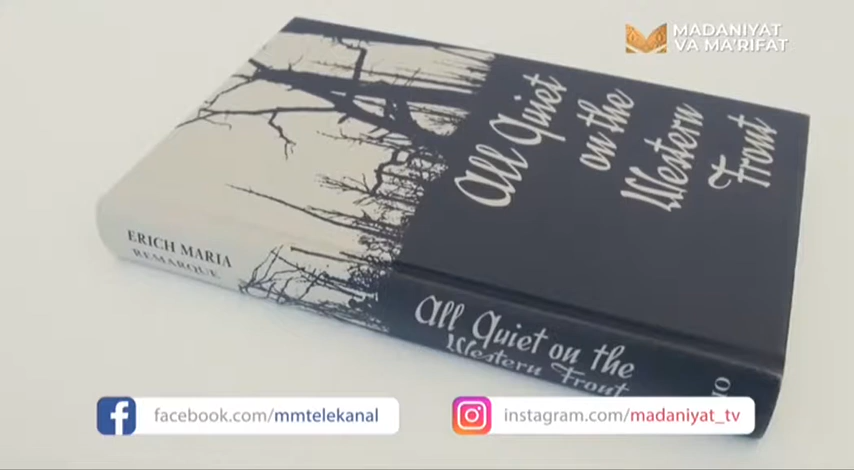 MADANIYAT
VA MA'RIFAT
All Quiet
on the
Western
Front
ERICH MARIA
REMARQUE
All Quiet on the
Western Front
facebook.com/mmtelekanal
instagram.com/madaniyat_tv